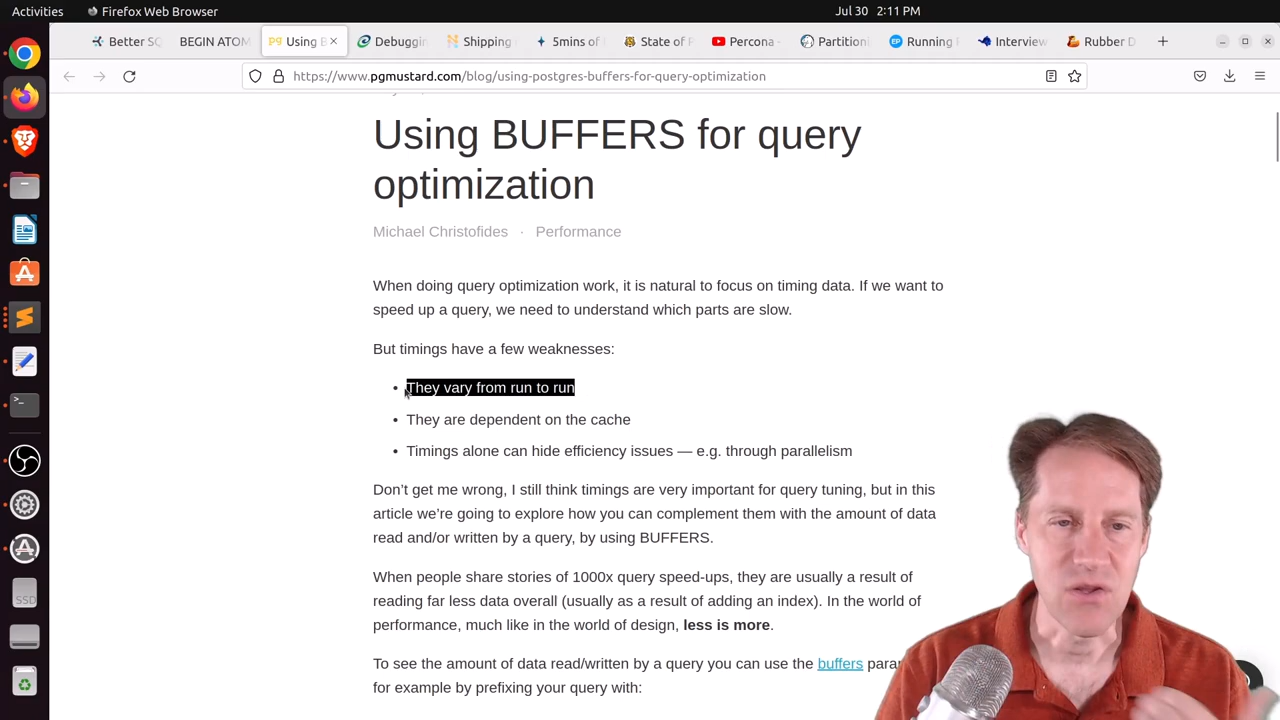 Activities
Firefox Web Browser
Jul 30 2:11 PM
Better SQ
BEGIN ATOM
Using B
Debuggin
Shipping
5mins of
State of P
Percona -
Partition
Running
Interview
Rubber D
https://www.pgmustard.com/blog/using-postgres-buffers-for-query-optimization
Using BUFFERS for query
optimization
Michael Christofides · Performance
When doing query optimization work, it is natural to focus on timing data. If we want to
speed up a query, we need to understand which parts are slow.
But timings have a few weaknesses:
• They vary from run to run
• They are dependent on the cache
• Timings alone can hide efficiency issues — e.g. through parallelism
Don't get me wrong, I still think timings are very important for query tuning, but in this
article we're going to explore how you can complement them with the amount of data
read and/or written by a query, by using BUFFERS.
When people share stories of 1000x query speed-ups, they are usually a result of
reading far less data overall (usually as a result of adding an index). In the world of
performance, much like in the world of design, less is more.
To see the amount of data read/written by a query you can use the buffers
for example by prefixing your query with:
SSD